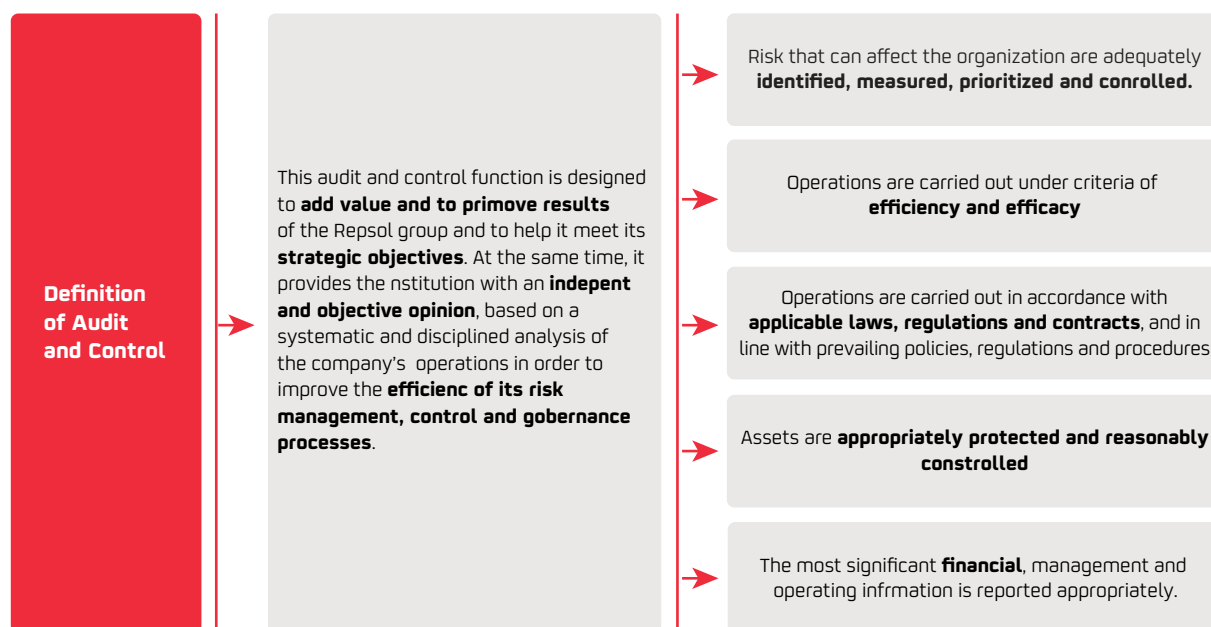 Definition
of Audit
and Control
This audit and control function is designed
to add value and to primove results
of the Repsol group and to help it meet its
strategic objectives. At the same time, it
provides the nstitution with an indepent
and objective opinion, based on a
systematic and disciplined analysis of
the company's operations in order to
improve the efficienc of its risk
management, control and gobernance
processes.
Risk that can affect the organization are adequately
identified, measured, prioritized and conrolled.
Operations are carried out under criteria of
efficiency and efficacy
Operations are carried out in accordance with
applicable laws, regulations and contracts, and in
line with prevailing policies, regulations and procedures
Assets are appropriately protected and reasonably
constrolled
The most significant financial, management and
operating infrmation is reported appropriately.